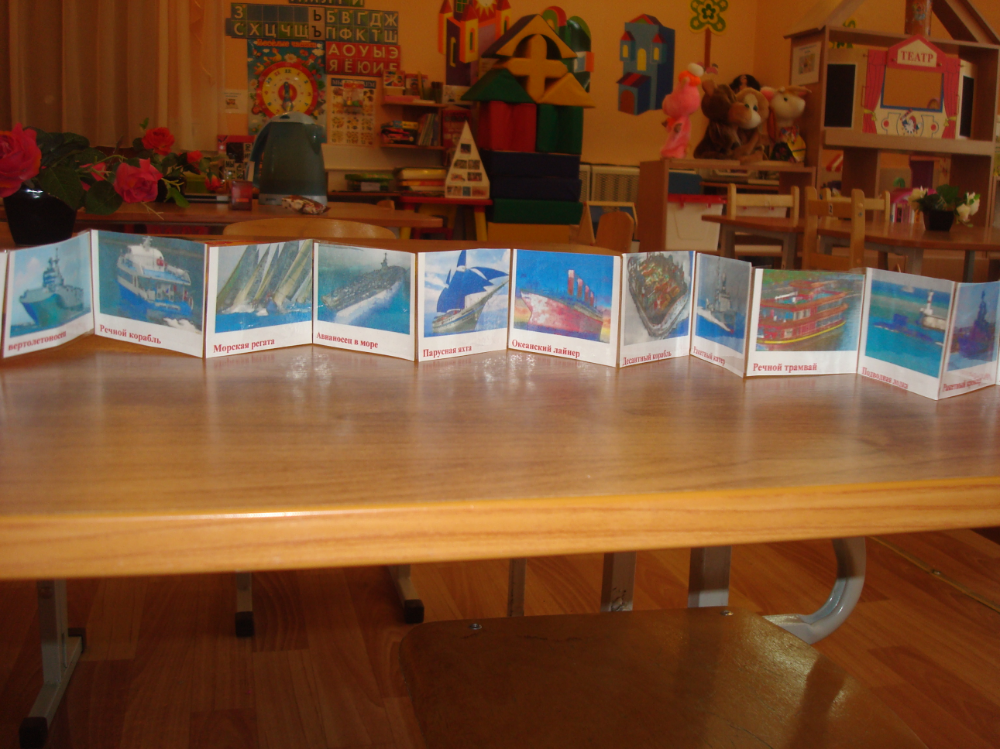 З Ъ Б В Г Д Ж
С Х Ц Ч Щ Ъ П Ф К Т Ш
А О У Ы Э
Я Ё Ю И Е
ТЕАТР
вертолетоносец
Речной корабль
Морская регата
Авианосец в море
Парусная яхта
Океанский лайнер
Десантный корабль
Ракетный катер
Речной трамвай
Подводная лодка
Ракетный